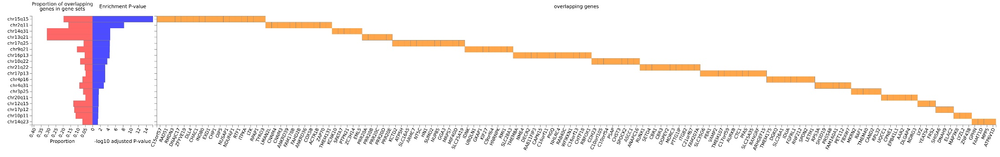 Proportion of overlapping
genes in gene sets
Enrichment P-value
overlapping genes
chr15q15
chr2q11
chr14q31
chr13q21
chr17q25
chr9q21
chr16p13
chr10q22
chr21q22
chr17p13
chr4p16
chr4q31
chr3p25
chr20q11
chr12q15
chr17p12
chr10p11
chr14q23
0.40
0.35
0.30
0.25
0.20
0.15
0.10
0.05
0
2
4
6
8
10
12
14
Proportion
-log10 adjusted P-value
C15orf57
RAD51
RMDN3
DNAJC17
ZFYVE19
DLL4
CHAC1
INO80
EXD1
CHP1
OIP5
NUSAP1
NDUFAF1
RTF1
ITPKA
LTK
RPAP1
TYRO3
LMAN2L
CNNM4
CNNM3
ANKRD39
FAM178B
FAHD2B
ANKRD36
COX5B
ACTR1B
ZAP70
TMEM131
KCNK10
SPATA7
PTPN21
ZC3H14
EML5
PRR20A
PRR20B
PRR20C
PRR20D
PRR20E
KCTD2
ATP5H
SLC16A5
ARMC7
NT5C
HN1
SUMO2
NUP85
GGA3
MRPS7
MIF4GD
SLC25A19
IDNK
UBQLN1
GKAP1
KIF27
C9orf64
HNRNPK
RMI1
SLC28A3
TMEM8A
NME4
DECR2
RAB11FIP3
CAPN15
C16orf11
PIGQ
NHLRC4
RAB40C
WFIKKN1
C16orf13
CHTF18
RBFOX1
CDH23
C10orf105
C10orf54
PSAP
CHST3
SPOCK2
ASCC1
ANAPC16
RUNX1
SETD4
CBR1
CBR3
DOPEY2
MORC3
PTTG1IP
ITGB2
C21orf67
FAM207A
SLC35G6
PER1
VAMP2
TMEM107
C17orf59
AURKB
CTC1
PFAS
SLC25A35
RANGRF
ARHGEF15
TMEM175
DGKQ
SLC26A1
IDUA
FGFRL1
RNF212
SPON2
LETM1
RPS3A
SH3D19
PRSS48
FAM160A1
PET112
FBXW7
MKRN2
RAF1
TMEM40
CAND2
RPL32
UQCC1
CPNE1
EPB41L1
AAR2
DLGAP4
NDRG3
LYZ
YEATS4
FRS2
SHISA6
DNAH9
ELAC2
MAP3K8
LYZL2
ZNF438
GPHN
FAM71D
MPP5
ATP6V1D